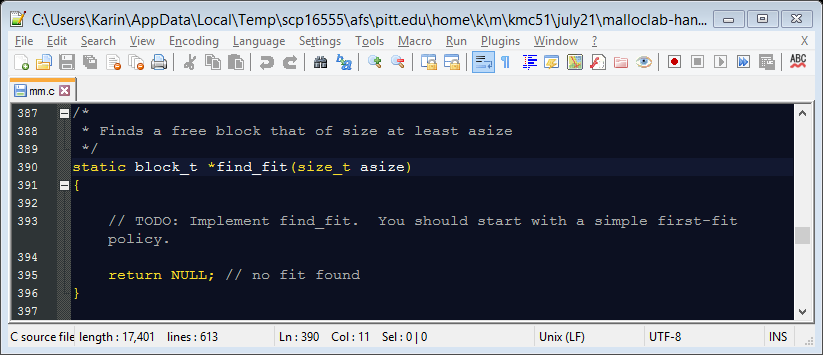 C:\Users\Karin\AppData\Local\Temp\scp16555\afs\pitt.edu\home\k\m\kmc51\july21\malloclab-han...
File Edit Search View Encoding Language Settings Tools Macro Run Plugins Window ? X
ABC
mm.c
387 /*
388 * Finds a free block that of size at least asize
389 */
390 static block_t *find_fit(size_t asize)
391 {
392
393 // TODO: Implement find_fit. You should start with a simple first-fit
policy.
394
395 return NULL; // no fit found
396 }
397
C source file length : 17,401 lines : 613 Ln : 390 Col : 11 Sel : 0 | 0 Unix (LF) UTF-8 INS